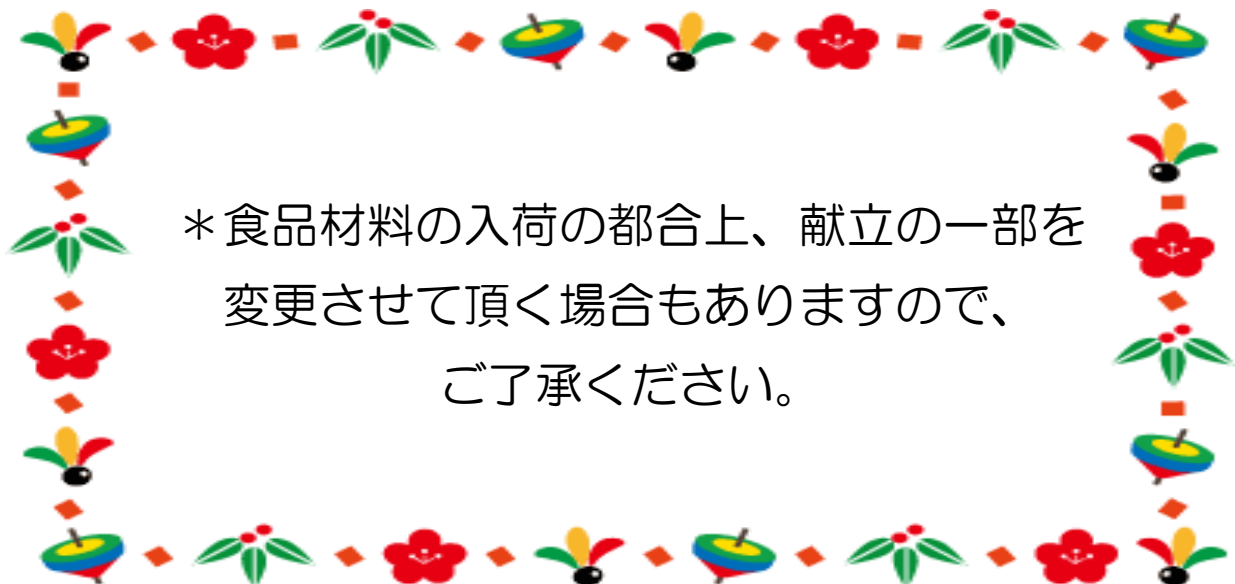 ＊食品材料の入荷の都合上、献立の一部を
変更させて頂く場合もありますので、
ご了承ください。